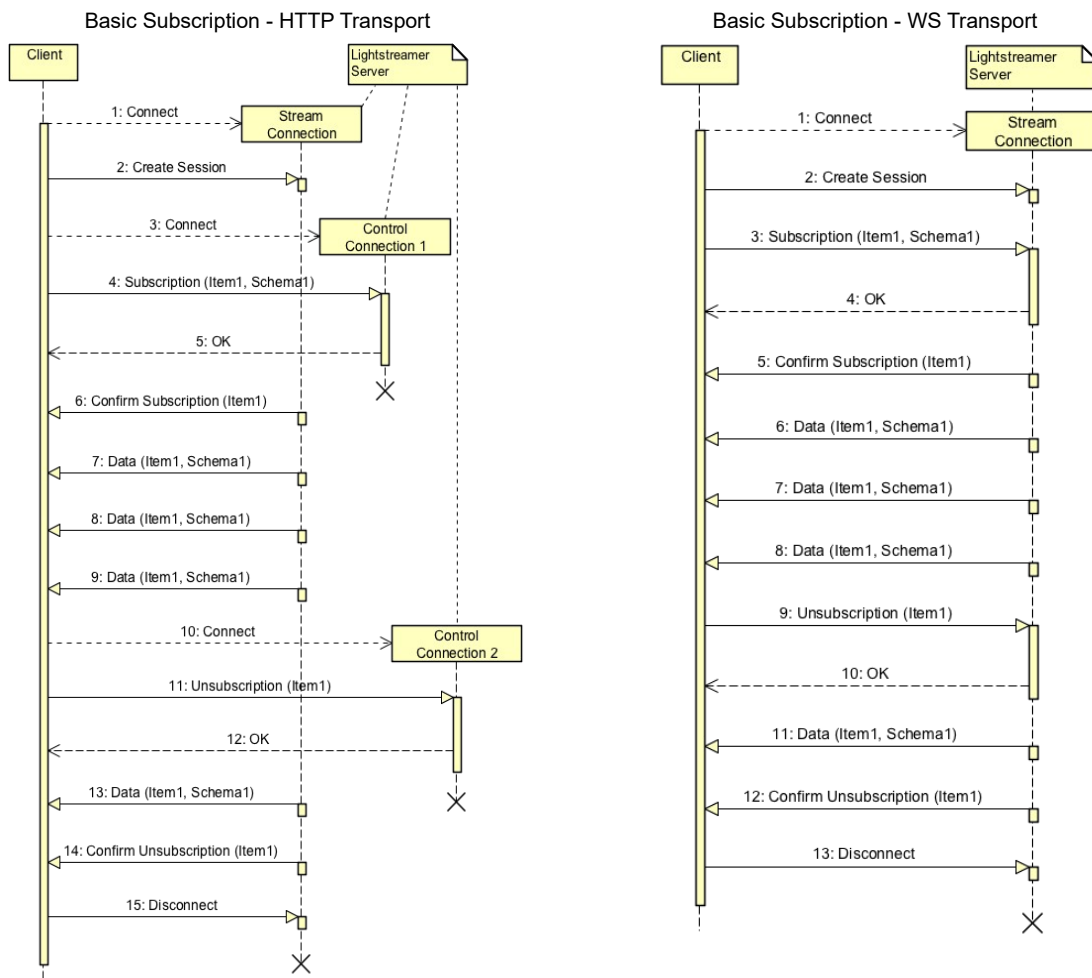 Basic Subscription - HTTP Transport
Client
Lightstreamer
Server
1: Connect
Stream
Connection
2: Create Session
3: Connect
Control
Connection 1
4: Subscription (Item1, Schema1)
5: OK
6: Confirm Subscription (Item1)
7: Data (Item1, Schema1)
8: Data (Item1, Schema1)
9: Data (Item1, Schema1)
10: Connect
Control
Connection 2
11: Unsubscription (Item1)
12: OK
13: Data (Item1, Schema1)
14: Confirm Unsubscription (Item1)
15: Disconnect
Basic Subscription - WS Transport
Client
Lightstreamer
Server
1: Connect
Stream
Connection
2: Create Session
3: Subscription (Item1, Schema1)
4: OK
5: Confirm Subscription (Item1)
6: Data (Item1, Schema1)
7: Data (Item1, Schema1)
8: Data (Item1, Schema1)
9: Unsubscription (Item1)
10: OK
11: Data (Item1, Schema1)
12: Confirm Unsubscription (Item1)
13: Disconnect